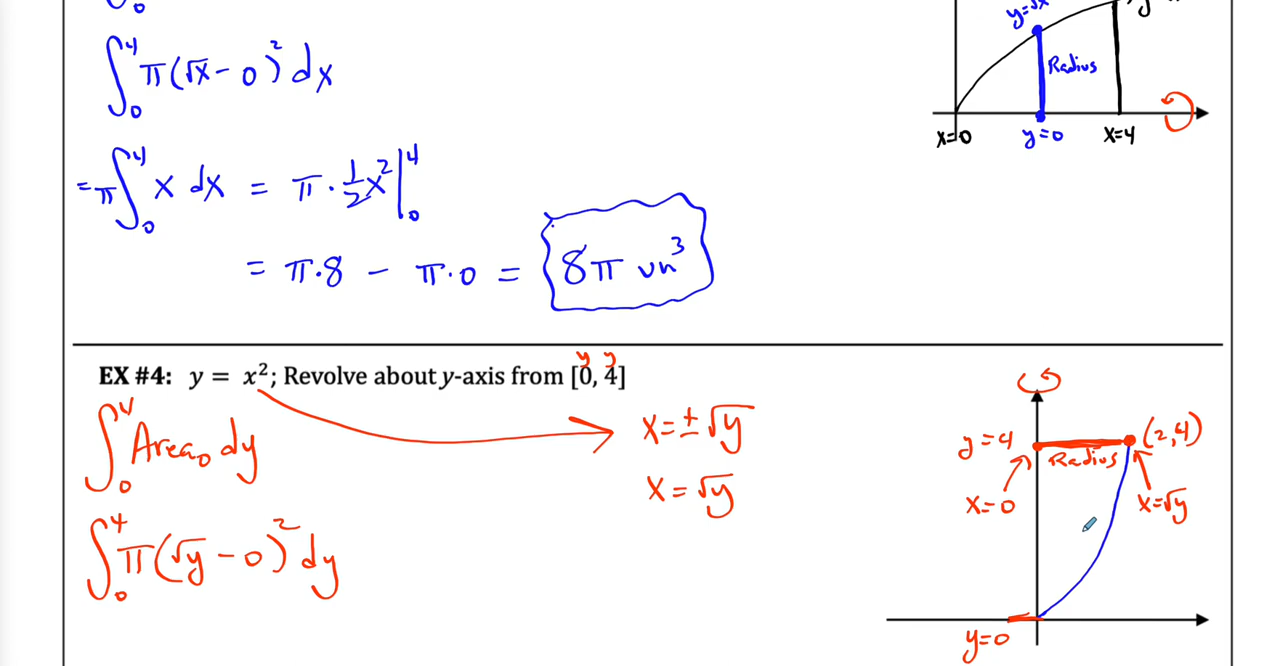 0
∫₀⁴ π(√x - 0)² dx
= π ∫₀⁴ x dx = π · ½x² |₀⁴
= π·8 - π·0 = 8π un³
y=√x
Radius
x=0
y=0
x=4
EX #4: y = x²; Revolve about y-axis from [0, 4]
y y
∫₀⁴ Area₀ dy
x = ± √y
x = √y
∫₀⁴ π(√y - 0)² dy
y=4
(2,4)
Radius
x=0
x=√y
y=0